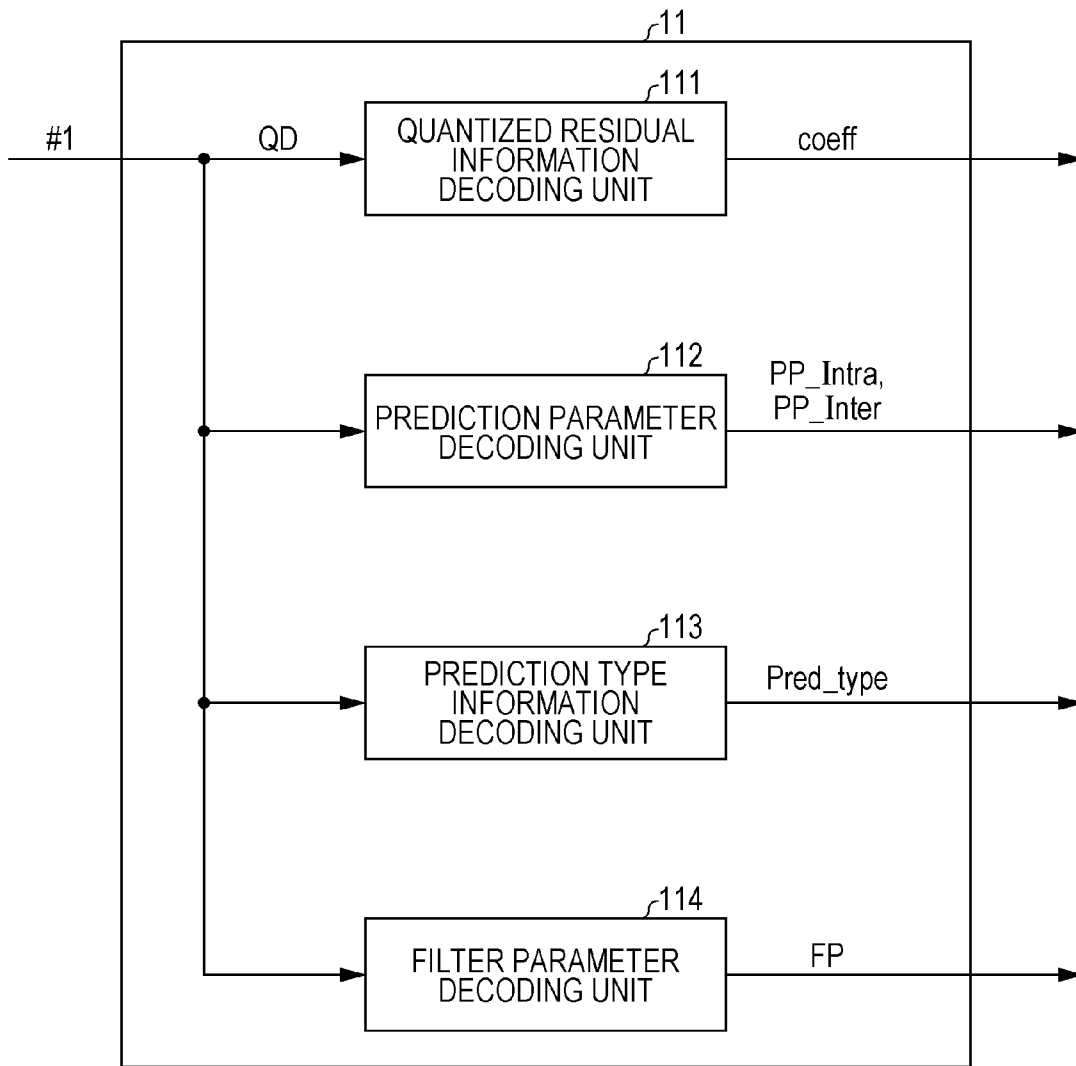 11
111
#1
QD
QUANTIZED RESIDUAL
INFORMATION
DECODING UNIT
coeff
112
PREDICTION PARAMETER
DECODING UNIT
PP_Intra,
PP_Inter
113
PREDICTION TYPE
INFORMATION
DECODING UNIT
Pred_type
114
FILTER PARAMETER
DECODING UNIT
FP